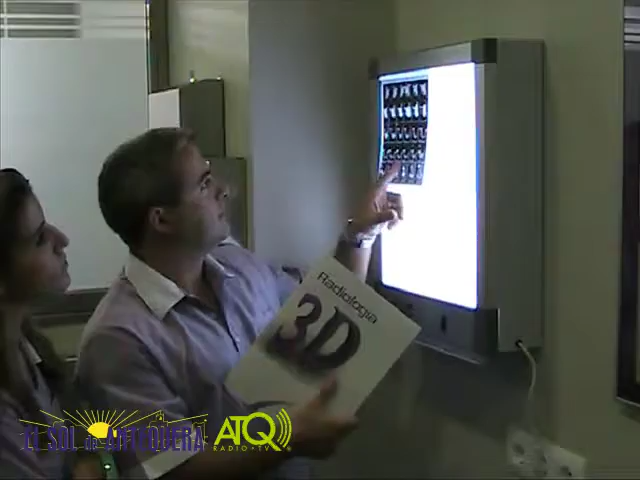 Radiología
3D
El SOL de ANTEQUERA
ATQ
RADIO • TV